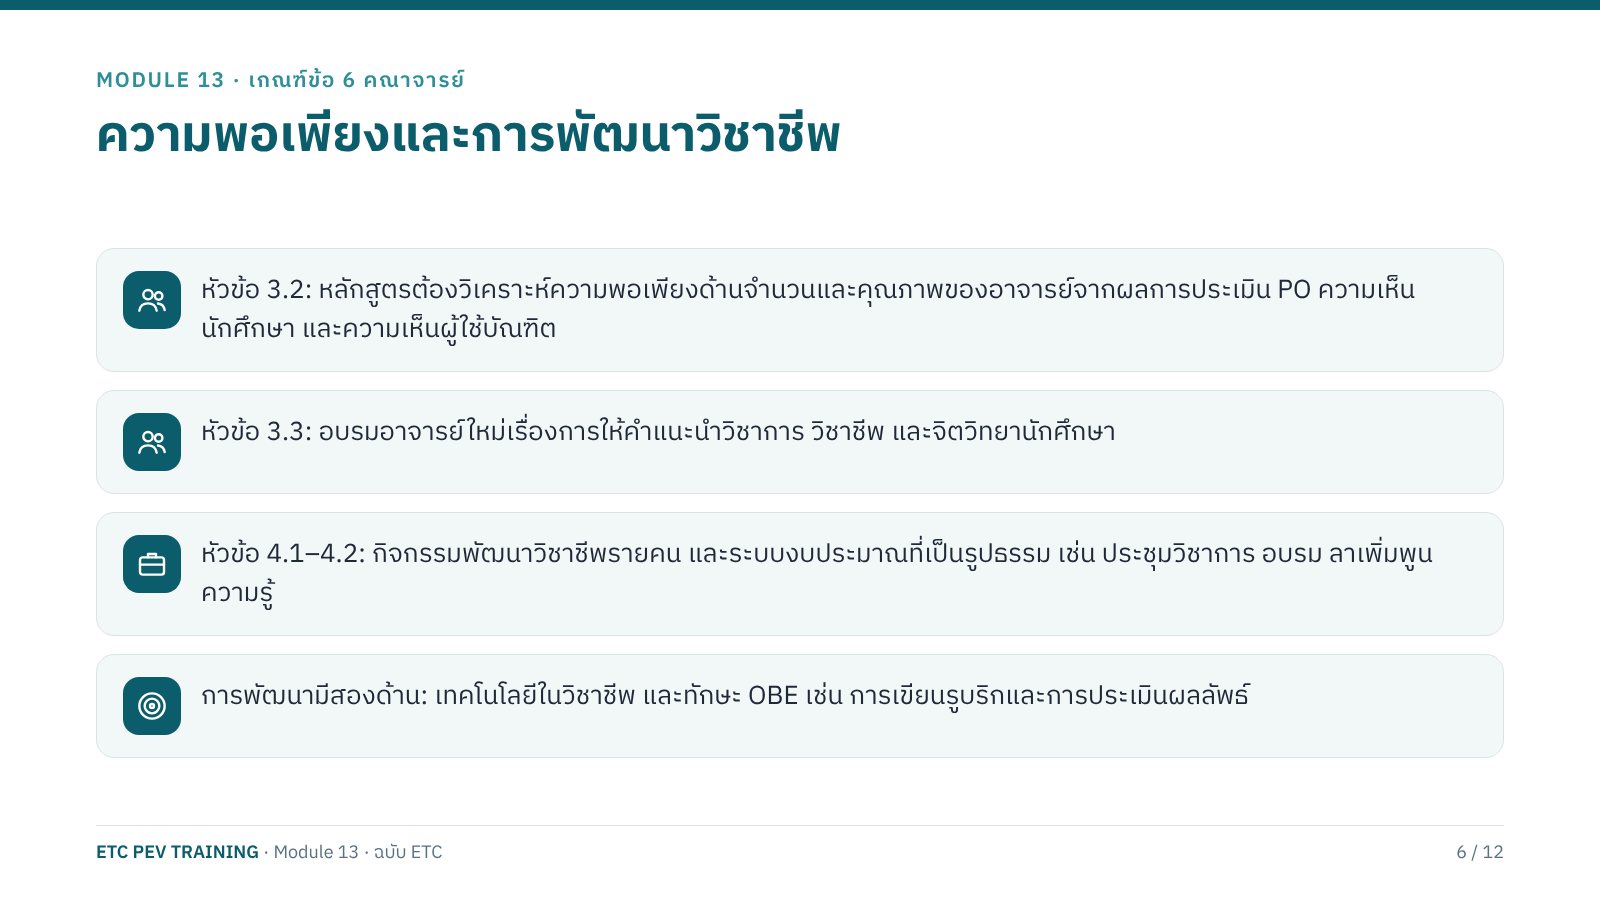 MODULE 13 · เกณฑ์ข้อ 6 คณาจารย์
ความพอเพียงและการพัฒนาวิชาชีพ
หัวข้อ 3.2: หลักสูตรต้องวิเคราะห์ความพอเพียงด้านจำนวนและคุณภาพของอาจารย์จากผลการประเมิน PO ความเห็น
นักศึกษา และความเห็นผู้ใช้บัณฑิต
หัวข้อ 3.3: อบรมอาจารย์ใหม่เรื่องการให้คำแนะนำวิชาการ วิชาชีพ และจิตวิทยานักศึกษา
หัวข้อ 4.1–4.2: กิจกรรมพัฒนาวิชาชีพรายคน และระบบงบประมาณที่เป็นรูปธรรม เช่น ประชุมวิชาการ อบรม ลาเพิ่มพูน
ความรู้
การพัฒนามีสองด้าน: เทคโนโลยีในวิชาชีพ และทักษะ OBE เช่น การเขียนรูบริกและการประเมินผลลัพธ์
ETC PEV TRAINING · Module 13 · ฉบับ ETC
6 / 12